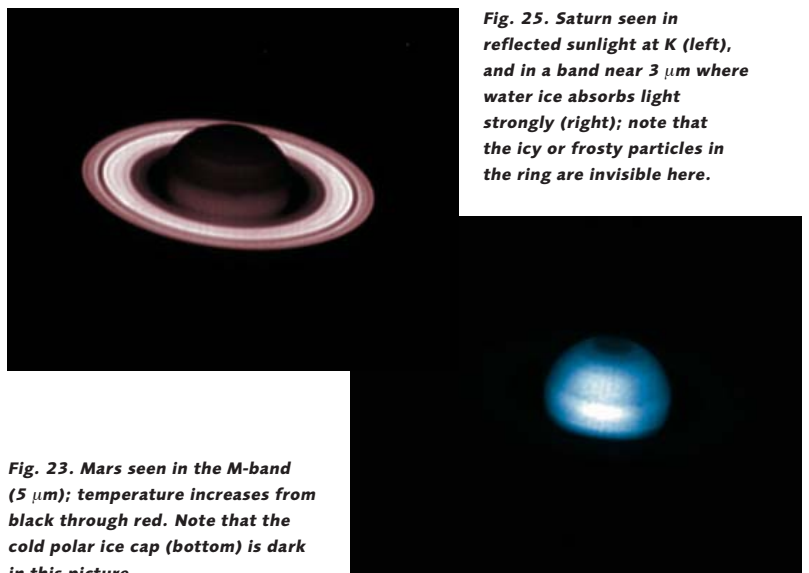 Fig. 25. Saturn seen in
reflected sunlight at K (left),
and in a band near 3 μm where
water ice absorbs light
strongly (right); note that
the icy or frosty particles in
the ring are invisible here.
Fig. 23. Mars seen in the M-band
(5 μm); temperature increases from
black through red. Note that the
cold polar ice cap (bottom) is dark
in this picture